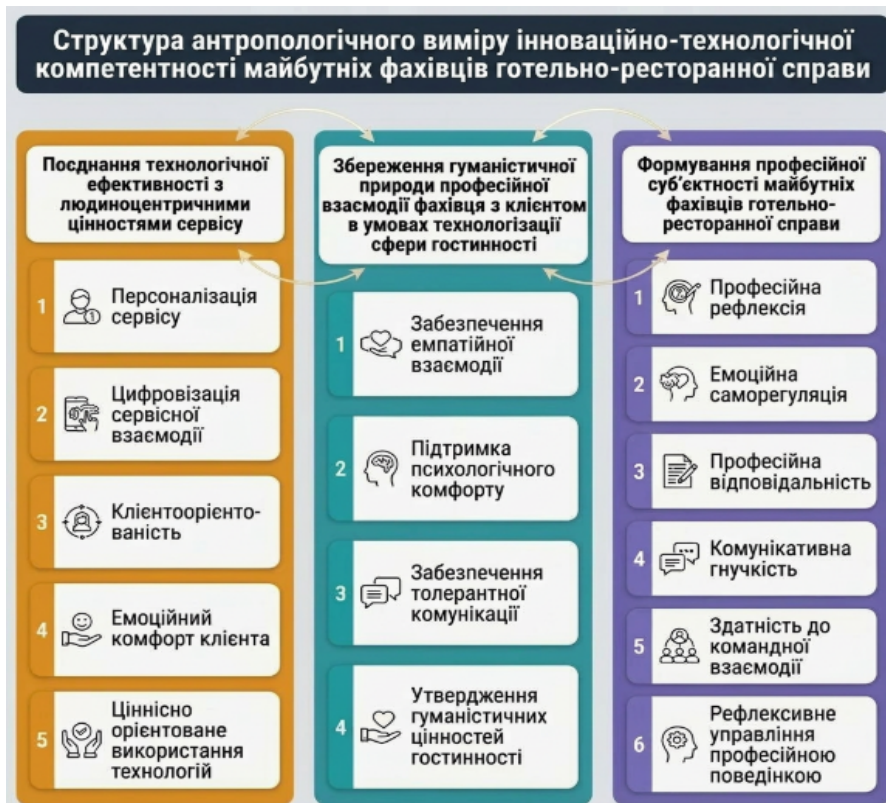 Структура антропологічного виміру інноваційно-технологічної
компетентності майбутніх фахівців готельно-ресторанної справи
Поєднання технологічної
ефективності з
людиноцентричними
цінностями сервісу
1
Персоналізація
сервісу
2
Цифровізація
сервісної
взаємодії
3
Клієнтоорієнто-
ваність
4
Емоційний
комфорт клієнта
5
Ціннісно
орієнтоване
використання
технологій
Збереження гуманістичної
природи професійної
взаємодії фахівця з клієнтом
в умовах технологізації
сфери гостинності
1
Забезпечення
емпатійної
взаємодії
2
Підтримка
психологічного
комфорту
3
Забезпечення
толерантної
комунікації
4
Утвердження
гуманістичних
цінностей
гостинності
Формування професійної
суб’єктності майбутніх
фахівців готельно-
ресторанної справи
1
Професійна
рефлексія
2
Емоційна
саморегуляція
3
Професійна
відповідальність
4
Комунікативна
гнучкість
5
Здатність до
командної
взаємодії
6
Рефлексивне
управління
професійною
поведінкою